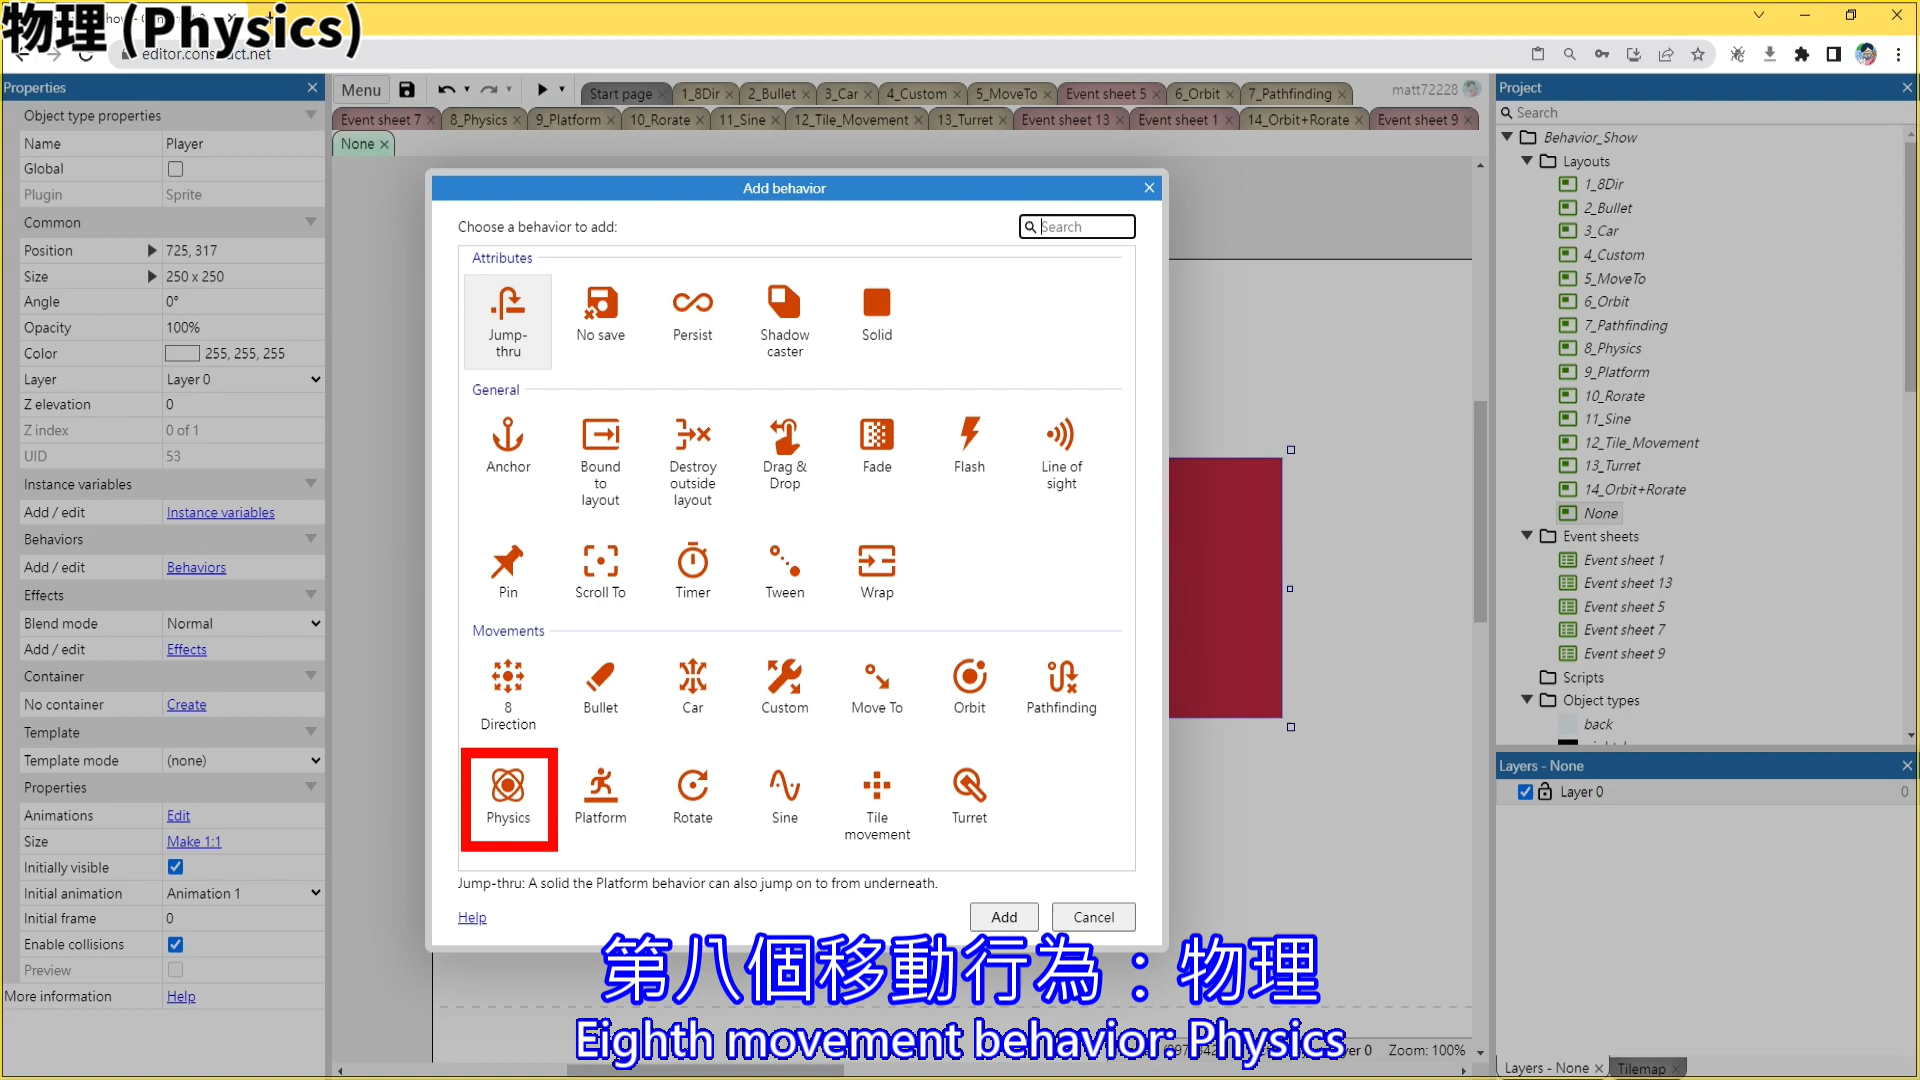 物理 (Physics)
editor.construct.net
Properties
Object type properties
Name Player
Global
Plugin Sprite
Common
Position 725, 317
Size 250 x 250
Angle 0°
Opacity 100%
Color 255, 255, 255
Layer Layer 0
Z elevation 0
Z index 0 of 1
UID 53
Instance variables
Add / edit Instance variables
Behaviors
Add / edit Behaviors
Effects
Blend mode Normal
Add / edit Effects
Container
No container Create
Template
Template mode (none)
Properties
Animations Edit
Size Make 1:1
Initially visible
Initial animation Animation 1
Initial frame 0
Enable collisions
Preview
More information Help
Menu
Start page 1_8Dir 2_Bullet 3_Car 4_Custom 5_MoveTo Event sheet 5 6_Orbit 7_Pathfinding
matt72228
Event sheet 7 8_Physics 9_Platform 10_Rorate 11_Sine 12_Tile_Movement 13_Turret Event sheet 13 Event sheet 1 14_Orbit+Rorate Event sheet 9
None
Add behavior
Choose a behavior to add:
Search
Attributes
Jump-thru
No save
Persist
Shadow caster
Solid
General
Anchor
Bound to layout
Destroy outside layout
Drag & Drop
Fade
Flash
Line of sight
Pin
Scroll To
Timer
Tween
Wrap
Movements
8 Direction
Bullet
Car
Custom
Move To
Orbit
Pathfinding
Physics
Platform
Rotate
Sine
Tile movement
Turret
Jump-thru: A solid the Platform behavior can also jump on to from underneath.
Help
Add
Cancel
第八個移動行為：物理
Eighth movement behavior: Physics
Zoom: 100%
Project
Search
Behavior_Show
Layouts
1_8Dir
2_Bullet
3_Car
4_Custom
5_MoveTo
6_Orbit
7_Pathfinding
8_Physics
9_Platform
10_Rorate
11_Sine
12_Tile_Movement
13_Turret
14_Orbit+Rorate
None
Event sheets
Event sheet 1
Event sheet 13
Event sheet 5
Event sheet 7
Event sheet 9
Scripts
Object types
back
Layers - None
Layer 0 0
Layers - None
Tilemap